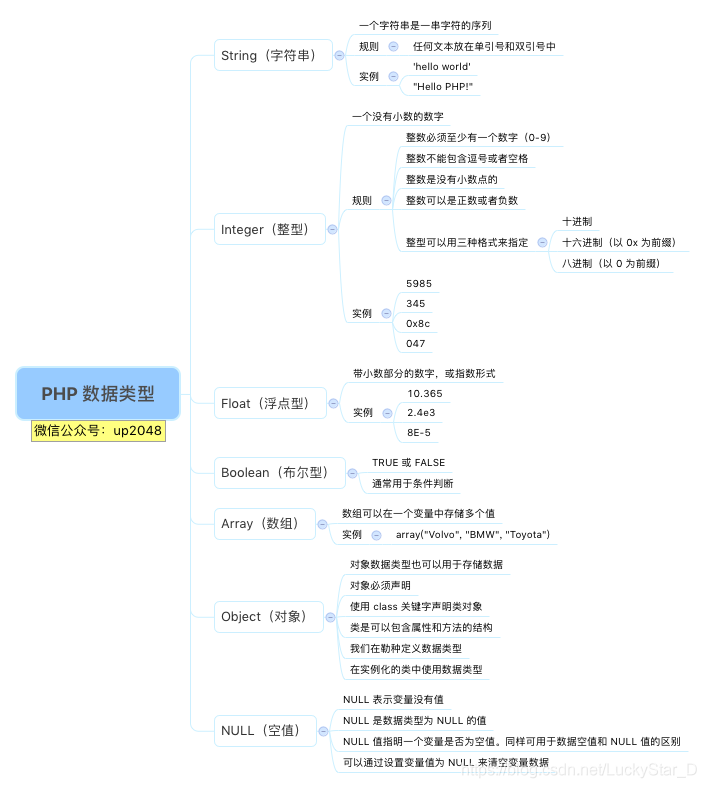 PHP 数据类型
微信公众号：up2048
String（字符串）
一个字符串是一串字符的序列
规则
任何文本放在单引号和双引号中
实例
'hello world'
"Hello PHP!"
Integer（整型）
一个没有小数的数字
规则
整数必须至少有一个数字（0-9）
整数不能包含逗号或者空格
整数是没有小数点的
整数可以是正数或者负数
整型可以用三种格式来指定
十进制
十六进制（以 0x 为前缀）
八进制（以 0 为前缀）
实例
5985
345
0x8c
047
Float（浮点型）
带小数部分的数字，或指数形式
实例
10.365
2.4e3
8E-5
Boolean（布尔型）
TRUE 或 FALSE
通常用于条件判断
Array（数组）
数组可以在一个变量中存储多个值
实例
array("Volvo", "BMW", "Toyota")
Object（对象）
对象数据类型也可以用于存储数据
对象必须声明
使用 class 关键字声明类对象
类是可以包含属性和方法的结构
我们在勒种定义数据类型
在实例化的类中使用数据类型
NULL（空值）
NULL 表示变量没有值
NULL 是数据类型为 NULL 的值
NULL 值指明一个变量是否为空值。同样可用于数据空值和 NULL 值的区别
可以通过设置变量值为 NULL 来清空变量数据
https://blog.csdn.net/LuckyStar_D